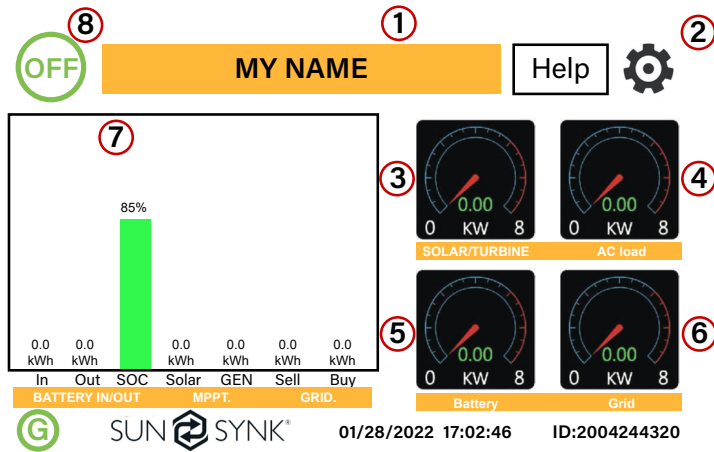 8
1
2
OFF
MY NAME
Help
7
3
0.00
0 KW 8
4
0.00
0 KW 8
SOLAR/TURBINE
AC load
85%
5
0.00
0 KW 8
6
0.00
0 KW 8
Battery
Grid
0.0 0.0 0.0 0.0 0.0 0.0
kWh kWh kWh kWh kWh kWh
In Out SOC Solar GEN Sell Buy
BATTERY IN/OUT MPPT. GRID.
G
SUN SYNK®
01/28/2022 17:02:46
ID:2004244320